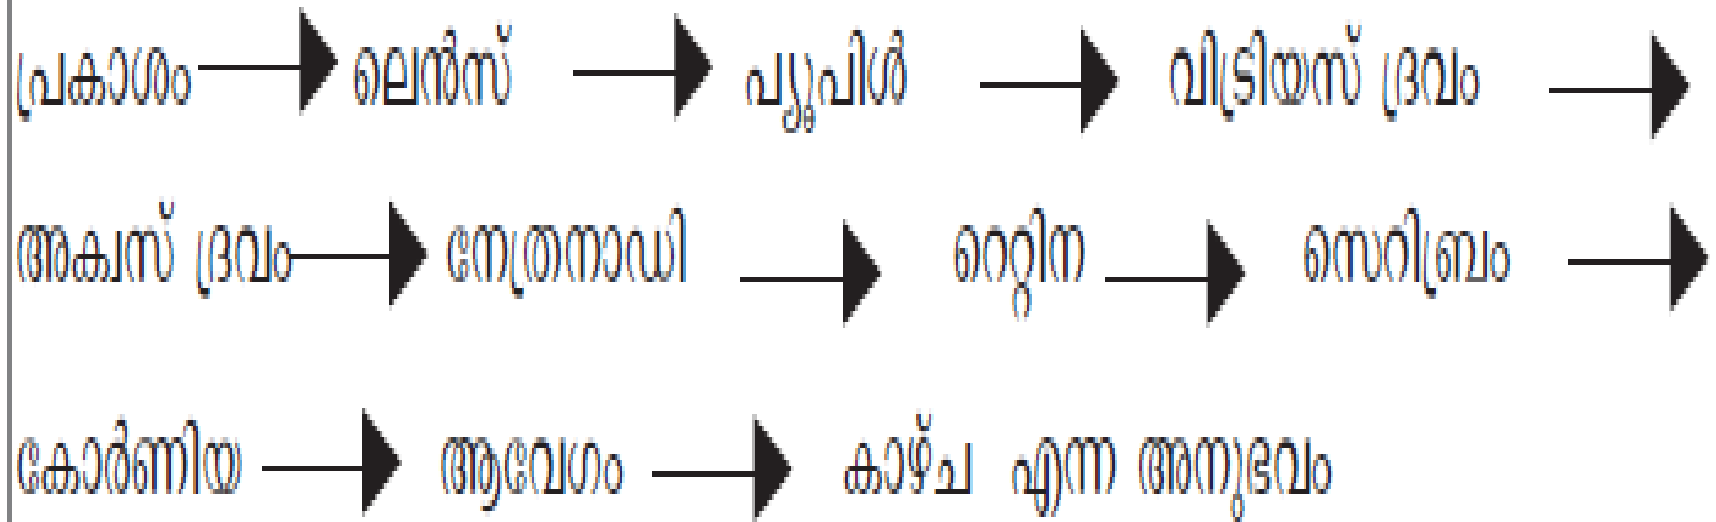 പ്രകാശം ലെൻസ് പ്യൂപിൾ വിട്രിയസ് ദ്രവം
അക്വസ് ദ്രവം നേത്രനാഡി റെറ്റിന സെറിബ്രം
കോർണിയ ആവേഗം കാഴ്ച എന്ന അനുഭവം